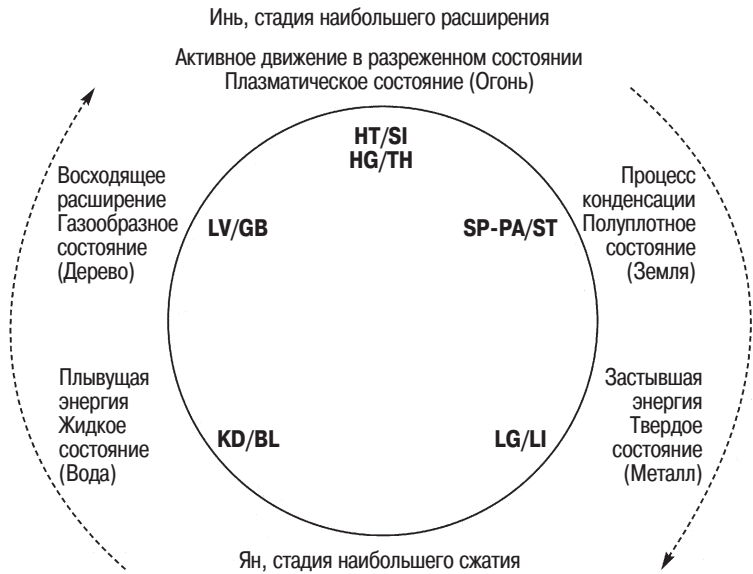 Инь, стадия наибольшего расширения
Активное движение в разреженном состоянии
Плазматическое состояние (Огонь)
HT/SI
HG/TH
Восходящее
расширение
Газообразное
состояние
(Дерево)
LV/GB
SP-PA/ST
Процесс
конденсации
Полуплотное
состояние
(Земля)
Плывущая
энергия
Жидкое
состояние
(Вода)
KD/BL
LG/LI
Застывшая
энергия
Твердое
состояние
(Металл)
Ян, стадия наибольшего сжатия